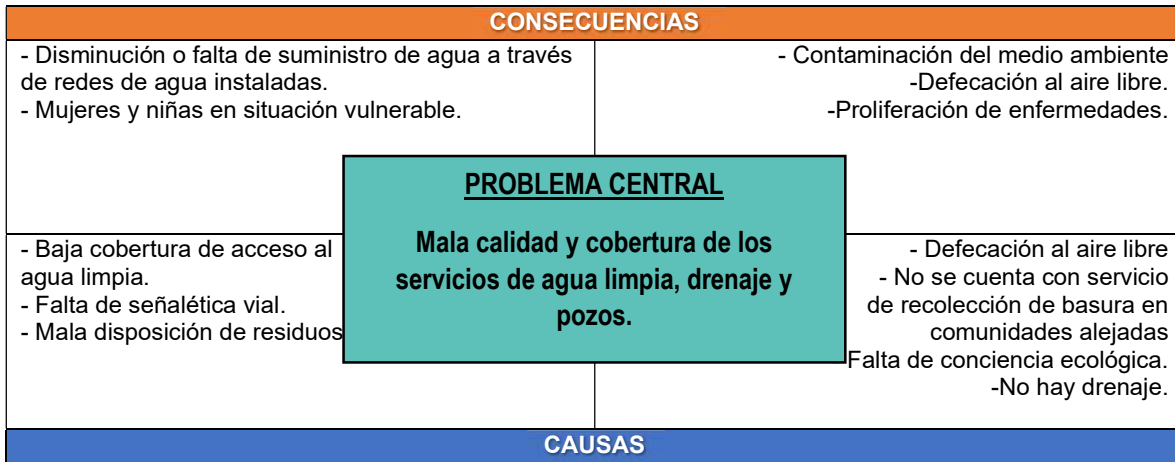 CONSECUENCIAS
- Disminución o falta de suministro de agua a través
de redes de agua instaladas.
- Mujeres y niñas en situación vulnerable.
- Contaminación del medio ambiente
-Defecación al aire libre.
-Proliferación de enfermedades.
PROBLEMA CENTRAL
Mala calidad y cobertura de los
servicios de agua limpia, drenaje y
pozos.
- Baja cobertura de acceso al
agua limpia.
- Falta de señalética vial.
- Mala disposición de residuos
- Defecación al aire libre
- No se cuenta con servicio
de recolección de basura en
comunidades alejadas
Falta de conciencia ecológica.
-No hay drenaje.
CAUSAS